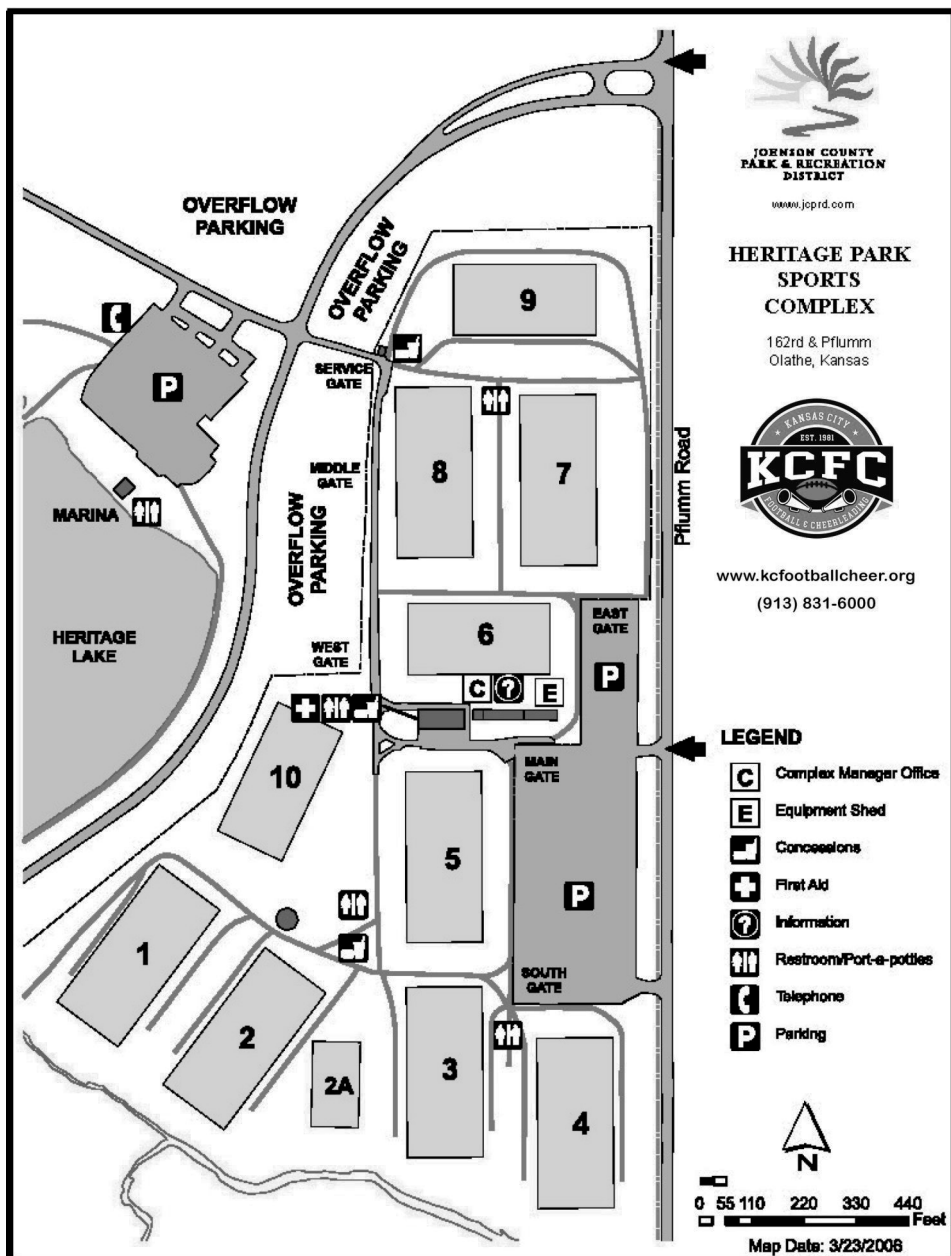 JOHNSON COUNTY
PARK & RECREATION
DISTRICT
www.jcprd.com
HERITAGE PARK
SPORTS
COMPLEX
162rd & Pflumm
Olathe, Kansas
KANSAS CITY
EST. 1981
KCFC
FOOTBALL & CHEERLEADING
www.kcfootballcheer.org
(913) 831-6000
OVERFLOW
PARKING
OVERFLOW
PARKING
9
P
SERVICE
GATE
8
7
MIDDLE
GATE
OVERFLOW
PARKING
Pflumm Road
MARINA
HERITAGE
LAKE
6
EAST
GATE
WEST
GATE
P
C
?
E
10
MAIN
GATE
5
P
1
SOUTH
GATE
2
2A
3
4
LEGEND
C Complex Manager Office
E Equipment Shed
Concessions
First Aid
? Information
Restroom/Port-a-potties
Telephone
P Parking
N
0 55 110 220 330 440
Feet
Map Date: 3/23/2006